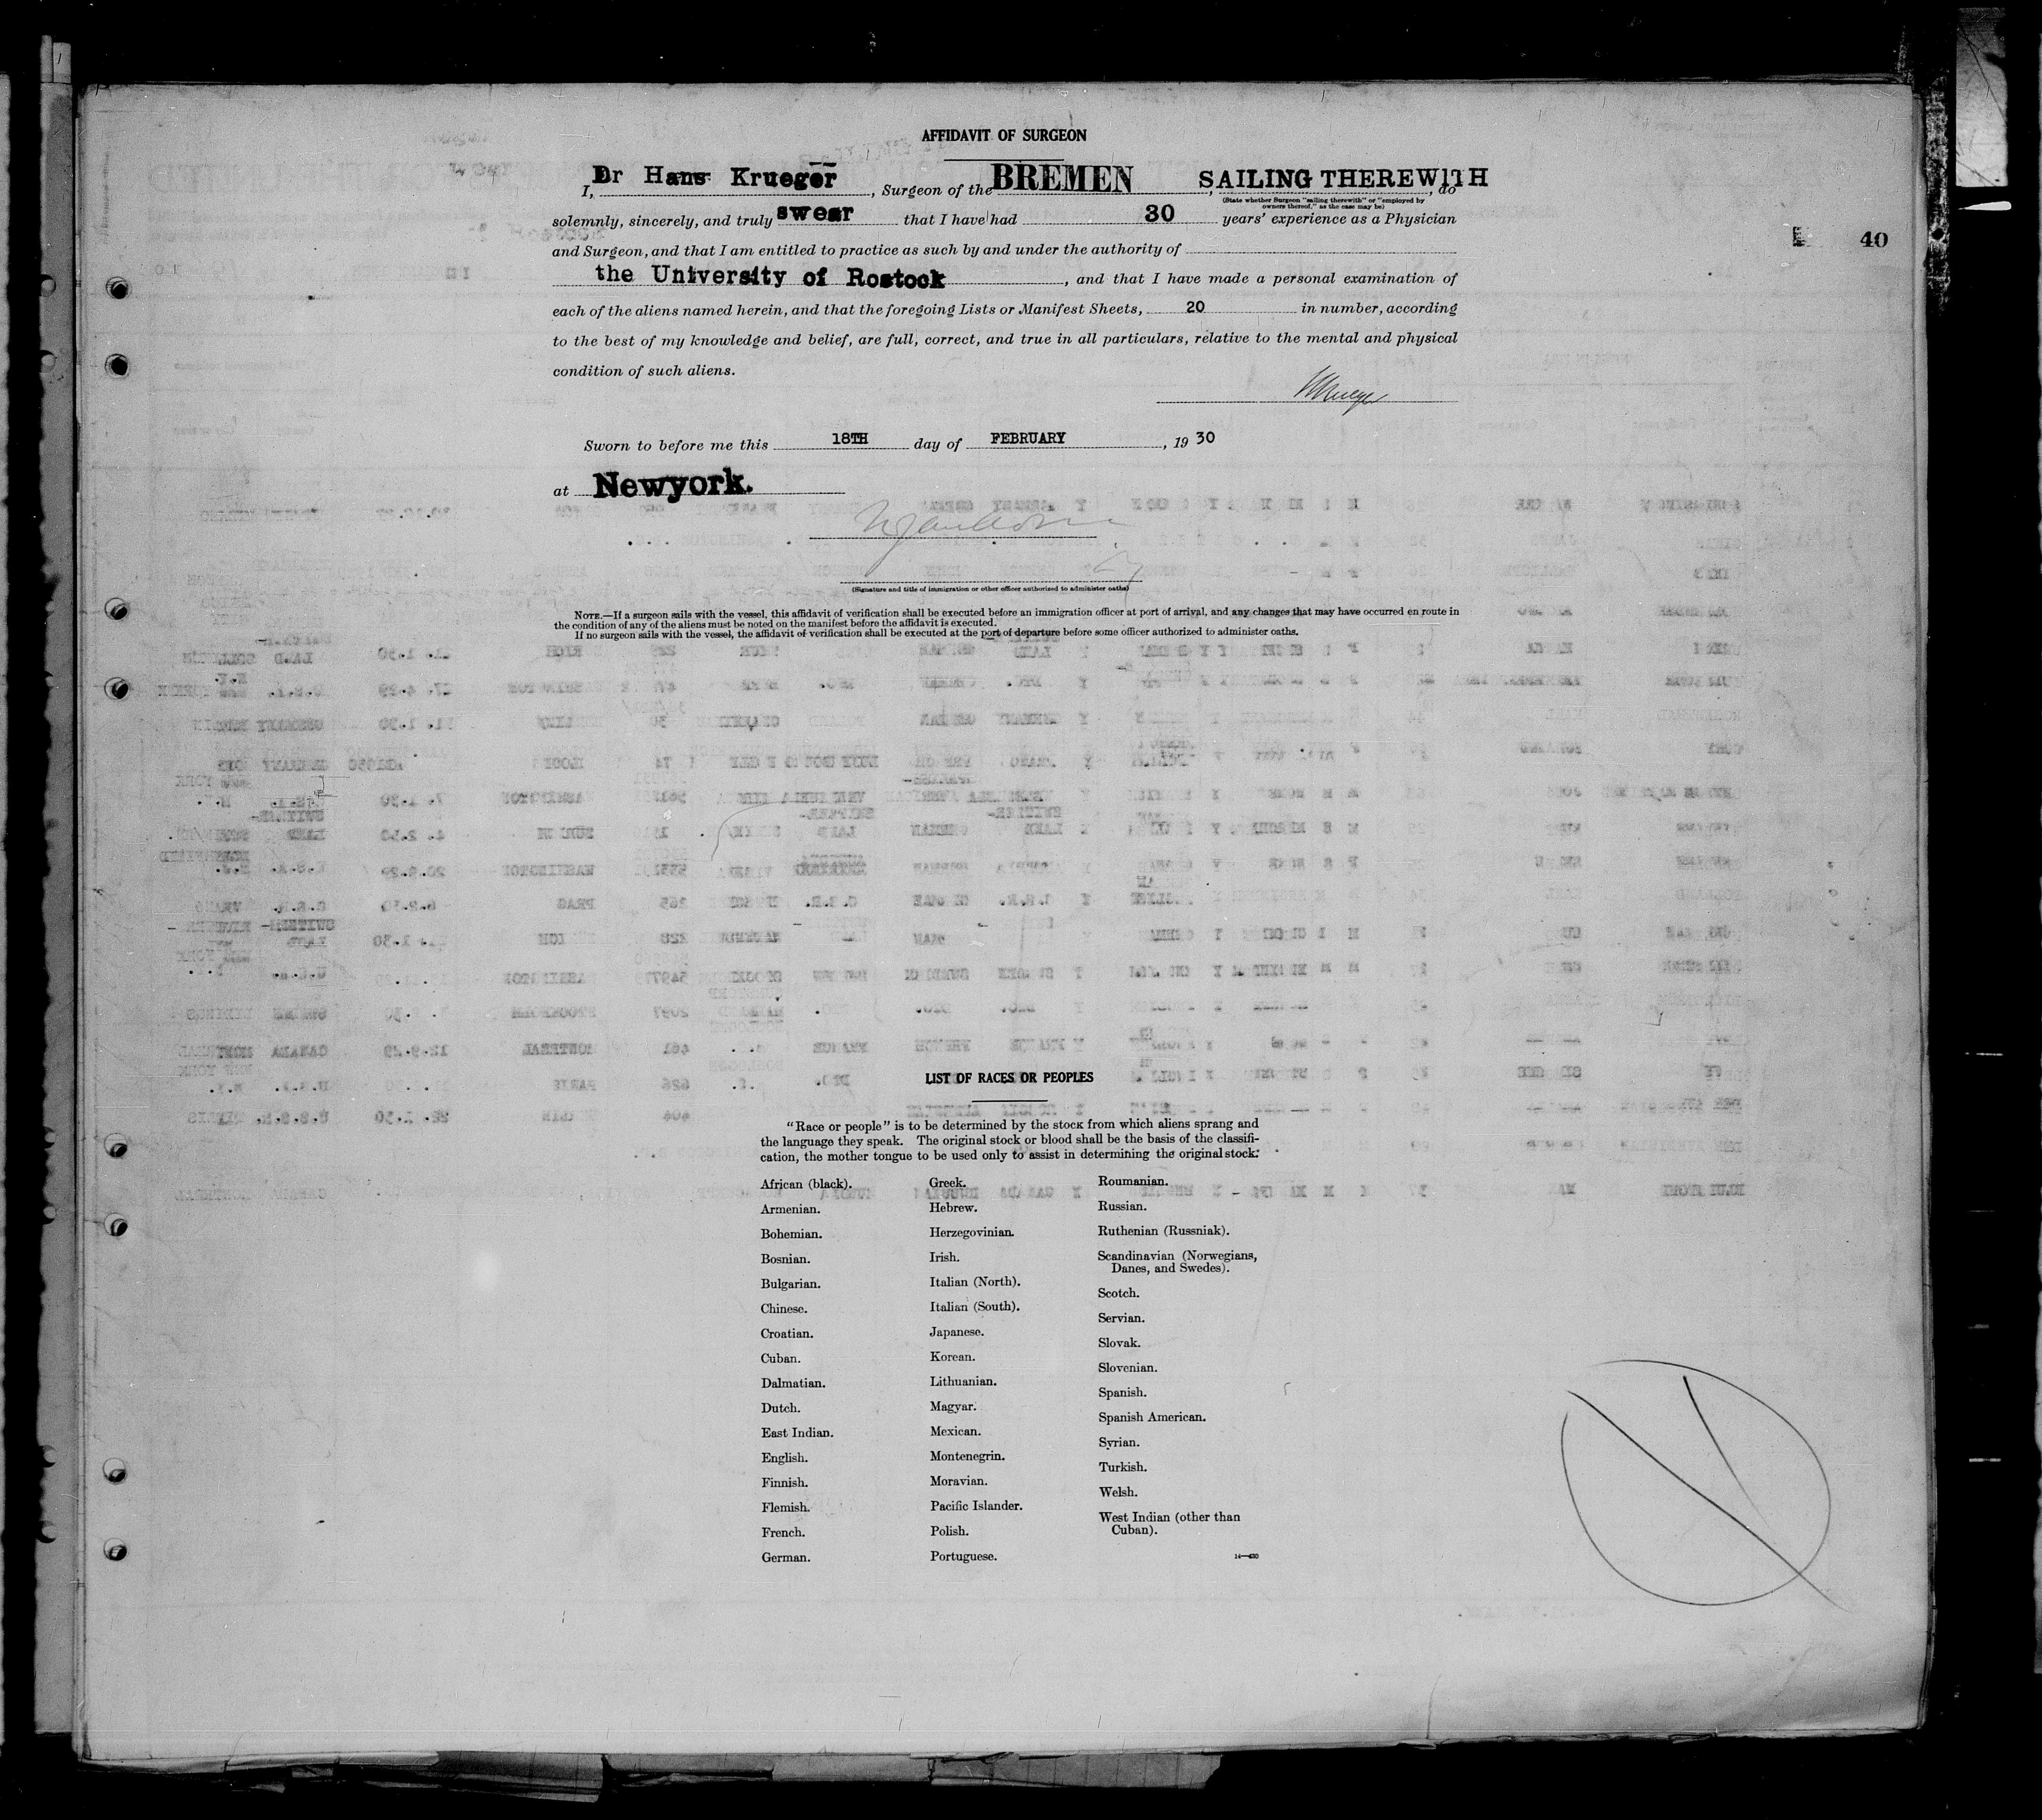 AFFIDAVIT OF SURGEON
I, Dr Hans Krueger, Surgeon of the BREMEN, SAILING THEREWITH, do
(State whether Surgeon "sailing therewith" or "employed by
owners thereof," as the case may be)
solemnly, sincerely, and truly swear that I have had 30 years' experience as a Physician
and Surgeon, and that I am entitled to practice as such by and under the authority of
40
the University of Rostock, and that I have made a personal examination of
each of the aliens named herein, and that the foregoing Lists or Manifest Sheets, 20 in number, according
to the best of my knowledge and belief, are full, correct, and true in all particulars, relative to the mental and physical
condition of such aliens.
Sworn to before me this 18TH day of FEBRUARY, 19 30
at Newyork.
(Signature and title of immigration or other officer authorized to administer oaths)
NOTE.—If a surgeon sails with the vessel, this affidavit of verification shall be executed before an immigration officer at port of arrival, and any changes that may have occurred en route in
the condition of any of the aliens must be noted on the manifest before the affidavit is executed.
If no surgeon sails with the vessel, the affidavit of verification shall be executed at the port of departure before some officer authorized to administer oaths.
LIST OF RACES OR PEOPLES
"Race or people" is to be determined by the stock from which aliens sprang and
the language they speak. The original stock or blood shall be the basis of the classifi-
cation, the mother tongue to be used only to assist in determining the original stock.
African (black).
Armenian.
Bohemian.
Bosnian.
Bulgarian.
Chinese.
Croatian.
Cuban.
Dalmatian.
Dutch.
East Indian.
English.
Finnish.
Flemish.
French.
German.
Greek.
Hebrew.
Herzegovinian.
Irish.
Italian (North).
Italian (South).
Japanese.
Korean.
Lithuanian.
Magyar.
Mexican.
Montenegrin.
Moravian.
Pacific Islander.
Polish.
Portuguese.
Roumanian.
Russian.
Ruthenian (Russniak).
Scandinavian (Norwegians,
Danes, and Swedes).
Scotch.
Servian.
Slovak.
Slovenian.
Spanish.
Spanish American.
Syrian.
Turkish.
Welsh.
West Indian (other than
Cuban).